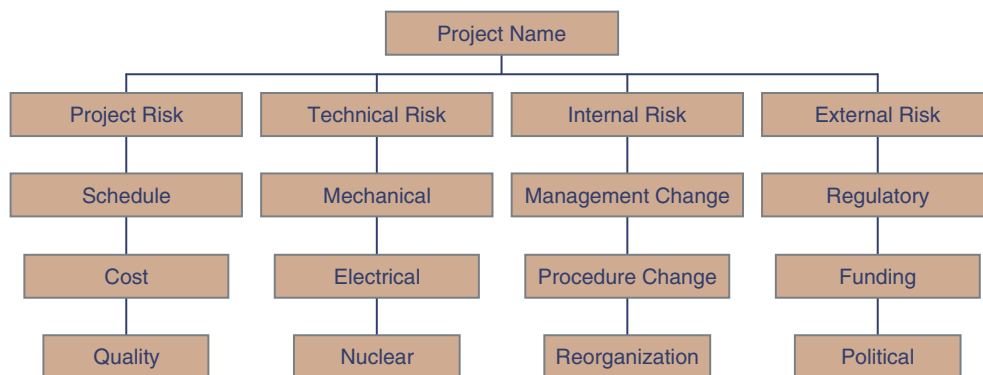 Project Name
Project Risk
Technical Risk
Internal Risk
External Risk
Schedule
Mechanical
Management Change
Regulatory
Cost
Electrical
Procedure Change
Funding
Quality
Nuclear
Reorganization
Political